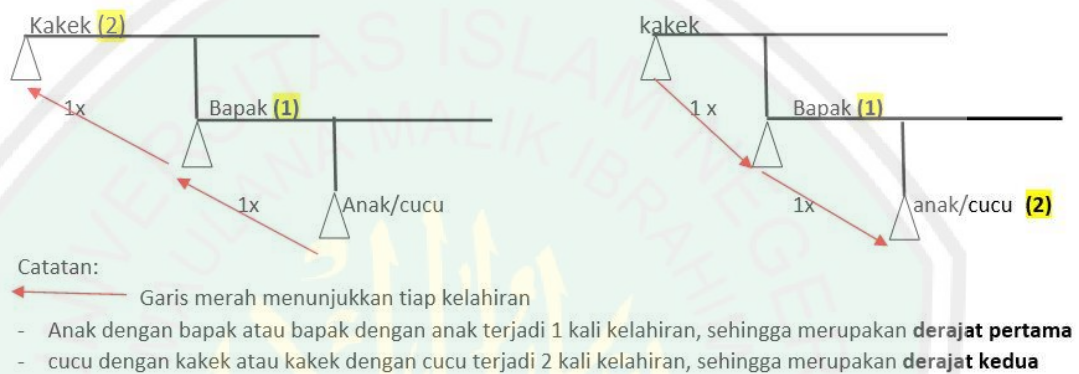 Kakek (2)
kakek
1x
Bapak (1)
1 x
Bapak (1)
1x
Anak/cucu
1x
anak/cucu (2)
Catatan:
Garis merah menunjukkan tiap kelahiran
- Anak dengan bapak atau bapak dengan anak terjadi 1 kali kelahiran, sehingga merupakan derajat pertama
- cucu dengan kakek atau kakek dengan cucu terjadi 2 kali kelahiran, sehingga merupakan derajat kedua